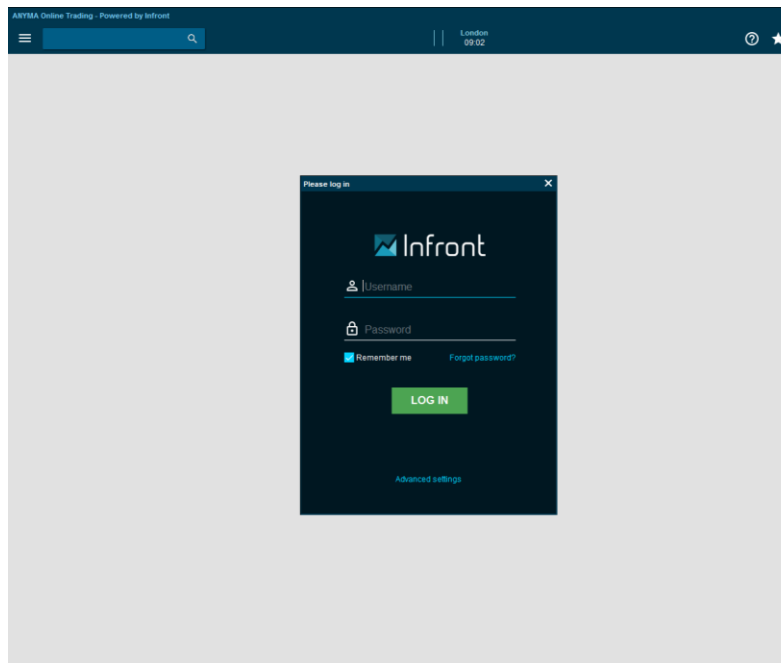 ANYMA Online Trading - Powered by Infront
London
09:02
Please log in
Infront
Username
Password
Remember me Forgot password?
LOG IN
Advanced settings